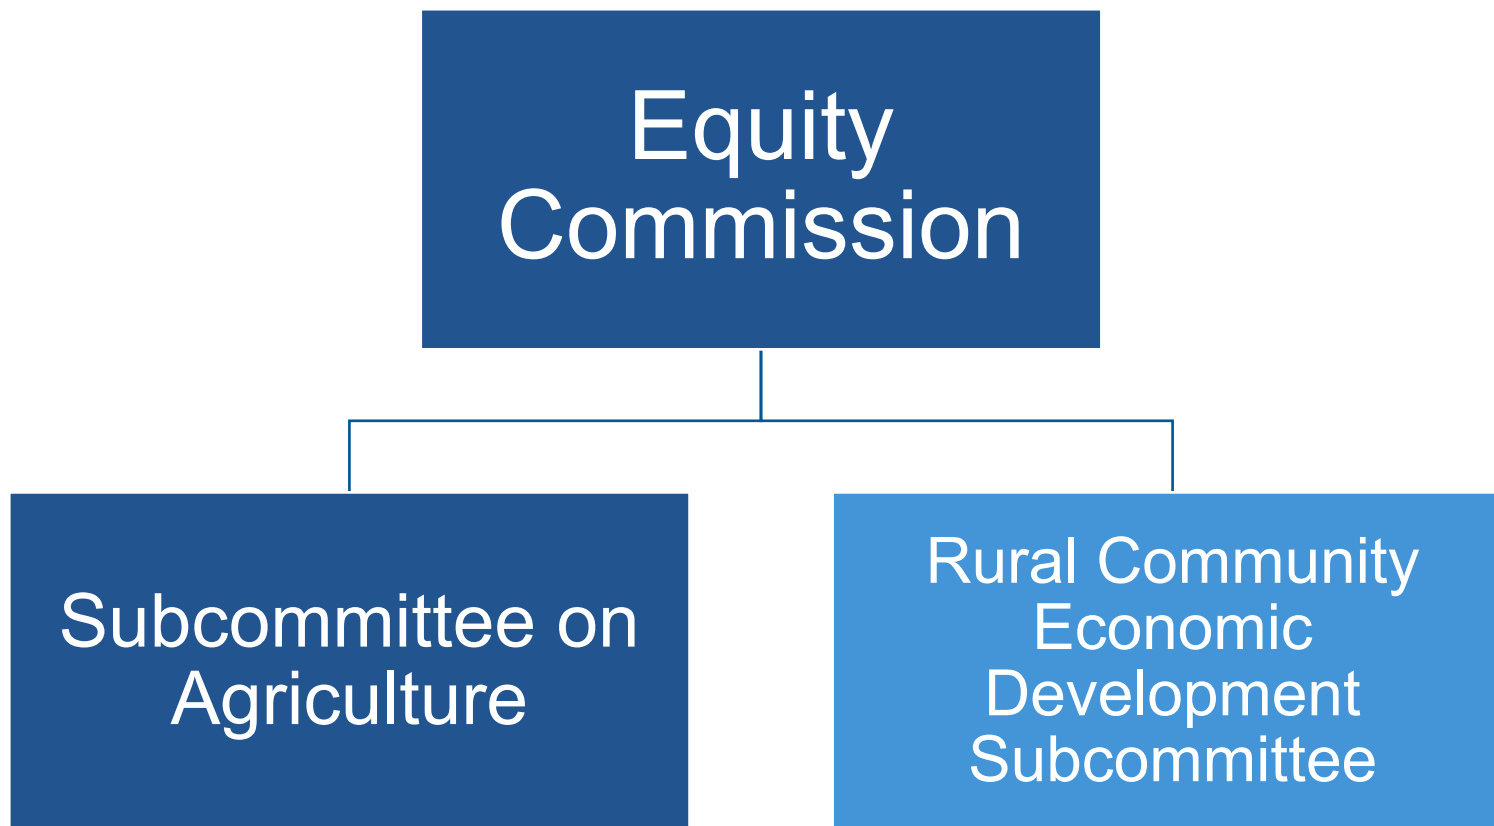 Equity
Commission
Subcommittee on
Agriculture
Rural Community
Economic
Development
Subcommittee